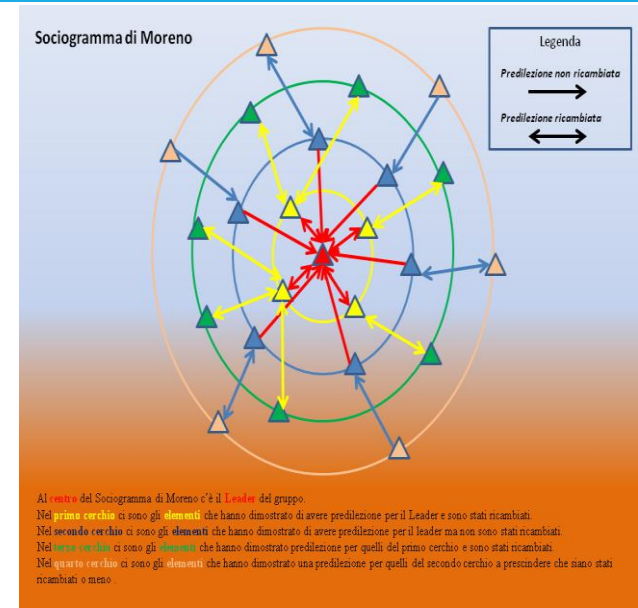 Sociogramma di Moreno
Legenda
Predilezione non ricambiata
Predilezione ricambiata
Al centro del Sociogramma di Moreno c'è il Leader del gruppo.
Nel primo cerchio ci sono gli elementi che hanno dimostrato di avere predilezione per il Leader e sono stati ricambiati.
Nel secondo cerchio ci sono gli elementi che hanno dimostrato di avere predilezione per il leader ma non sono stati ricambiati.
Nel terzo cerchio ci sono gli elementi che hanno dimostrato predilezione per quelli del primo cerchio e sono stati ricambiati.
Nel quarto cerchio ci sono gli elementi che hanno dimostrato una predilezione per quelli del secondo cerchio a prescindere che siano stati
ricambiati o meno .